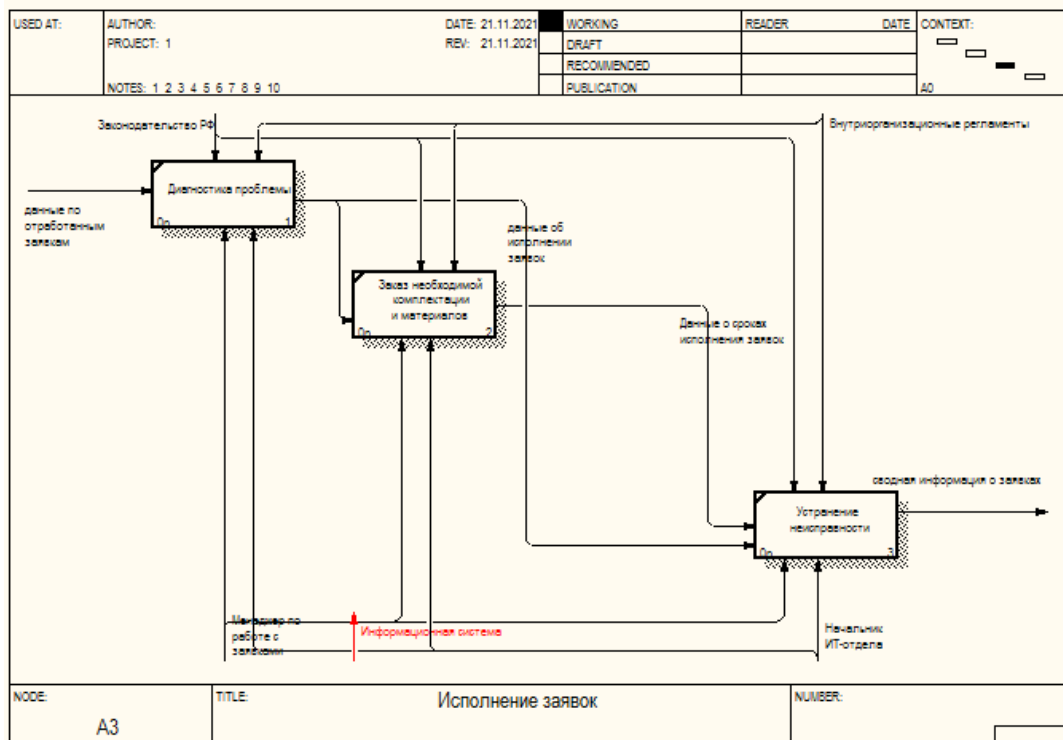 USED AT:
AUTHOR:
DATE: 21.11.2021
WORKING
READER
DATE
CONTEXT:
PROJECT: 1
REV: 21.11.2021
DRAFT
RECOMMENDED
NOTES: 1 2 3 4 5 6 7 8 9 10
PUBLICATION
A0
Законодательство РФ
Внутриорганизационные регламенты
Диагностика проблемы
0р.
1
данные по
отработанным
заявкам
данные об
исполнении
заявок
Заказ необходимой
комплектации
и материалов
0р.
2
Данные о сроках
исполнения заявок
сводная информация о заявках
Устранение
неисправности
0р.
3
Менеджер по
работе с
заявками
Информационная система
Начальник
ИТ-отдела
NODE:
TITLE:
Исполнение заявок
NUMBER:
A3